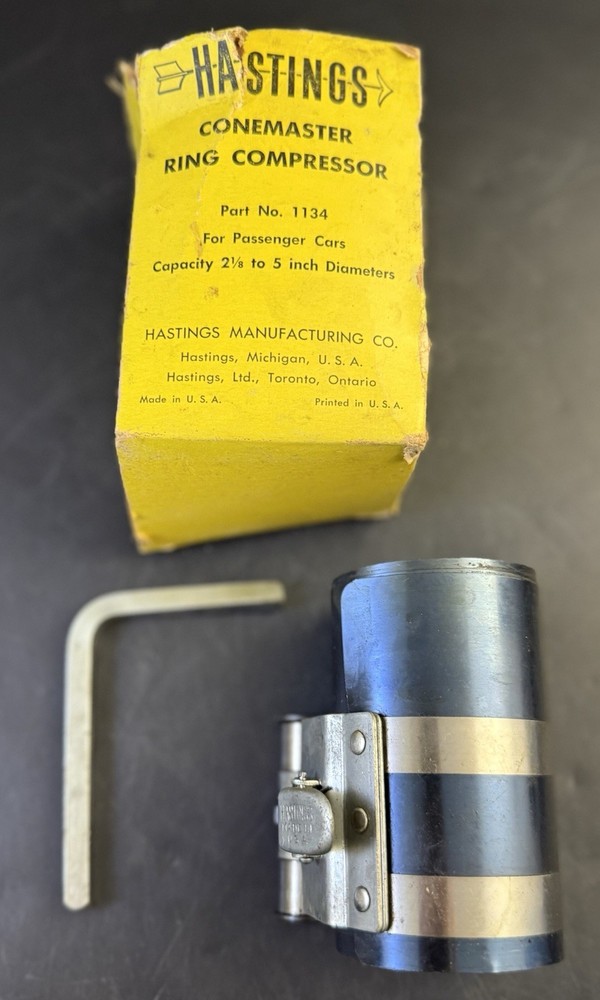 HASTINGS
CONEMASTER
RING COMPRESSOR
Part No. 1134
For Passenger Cars
Capacity 2⅛ to 5 inch Diameters
HASTINGS MANUFACTURING CO.
Hastings, Michigan, U. S. A.
Hastings, Ltd., Toronto, Ontario
Made in U. S. A. Printed in U. S. A.
HASTINGS